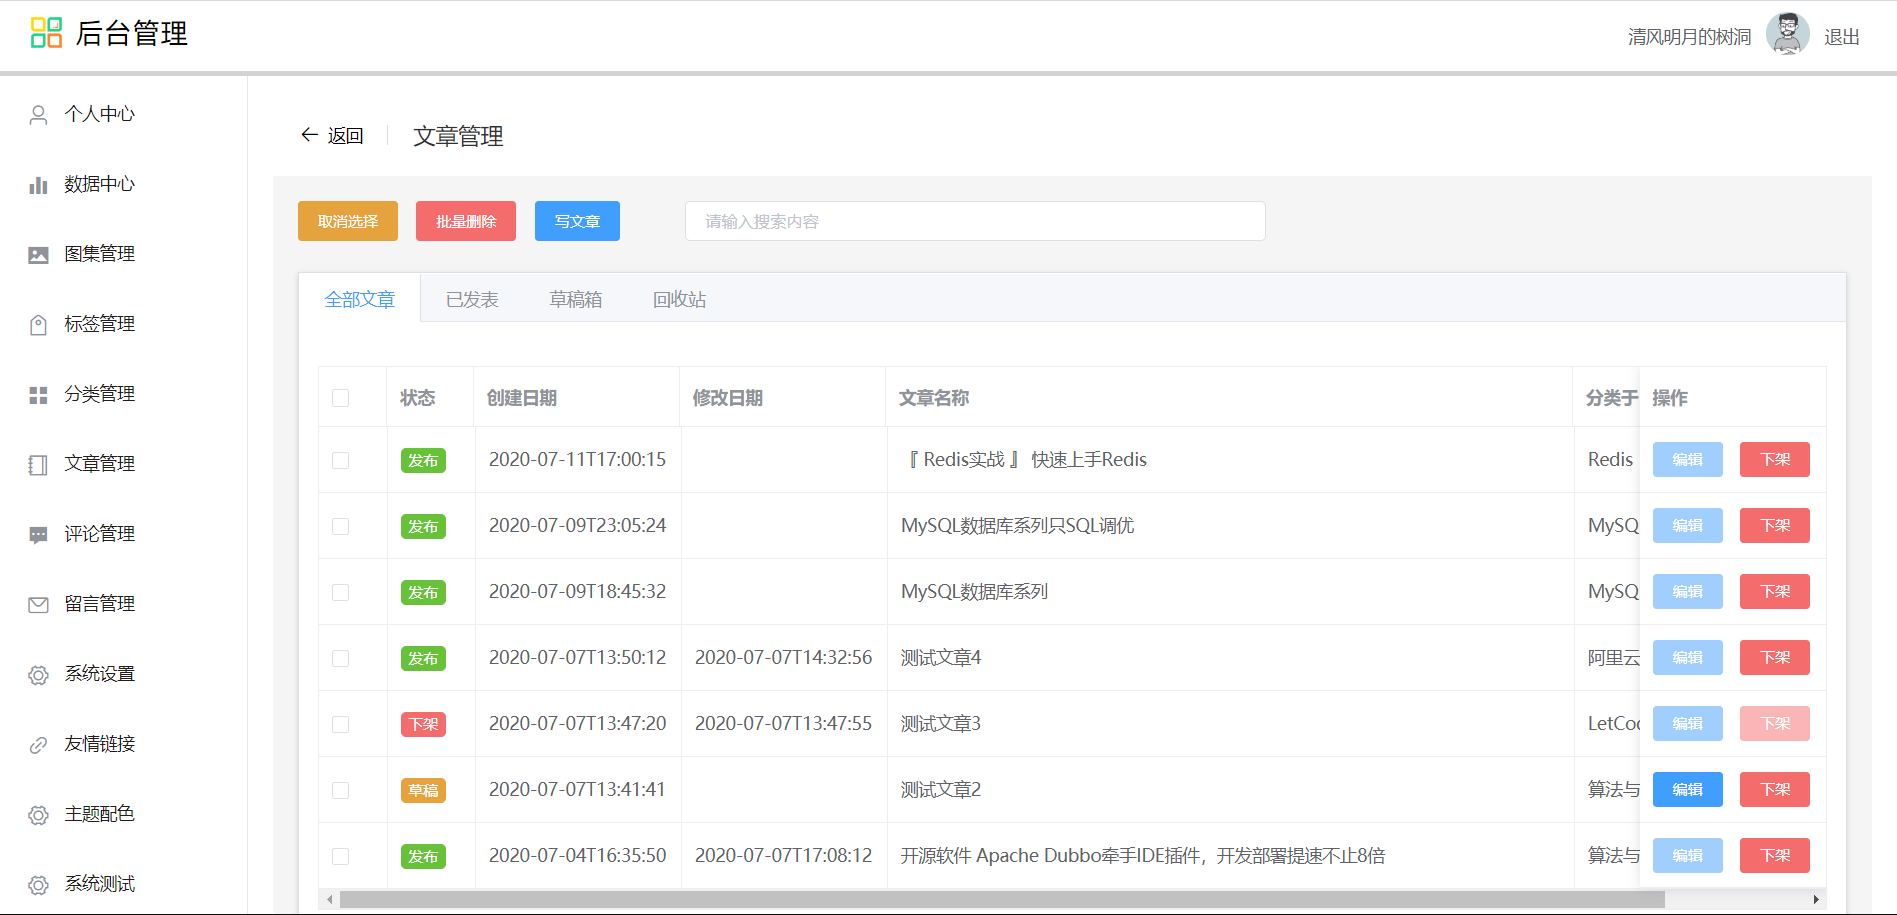 后台管理
清风明月的树洞 退出
个人中心
数据中心
图集管理
标签管理
分类管理
文章管理
评论管理
留言管理
系统设置
友情链接
主题配色
系统测试
返回 文章管理
取消选择 批量删除 写文章 请输入搜索内容
全部文章 已发表 草稿箱 回收站
状态 创建日期 修改日期 文章名称 分类于 操作
发布 2020-07-11T17:00:15 『 Redis实战 』 快速上手Redis Redis 编辑 下架
发布 2020-07-09T23:05:24 MySQL数据库系列只SQL调优 MySQ 编辑 下架
发布 2020-07-09T18:45:32 MySQL数据库系列 MySQ 编辑 下架
发布 2020-07-07T13:50:12 2020-07-07T14:32:56 测试文章4 阿里云 编辑 下架
下架 2020-07-07T13:47:20 2020-07-07T13:47:55 测试文章3 LetCoc 编辑 下架
草稿 2020-07-07T13:41:41 测试文章2 算法与 编辑 下架
发布 2020-07-04T16:35:50 2020-07-07T17:08:12 开源软件 Apache Dubbo牵手IDE插件，开发部署提速不止8倍 算法与 编辑 下架